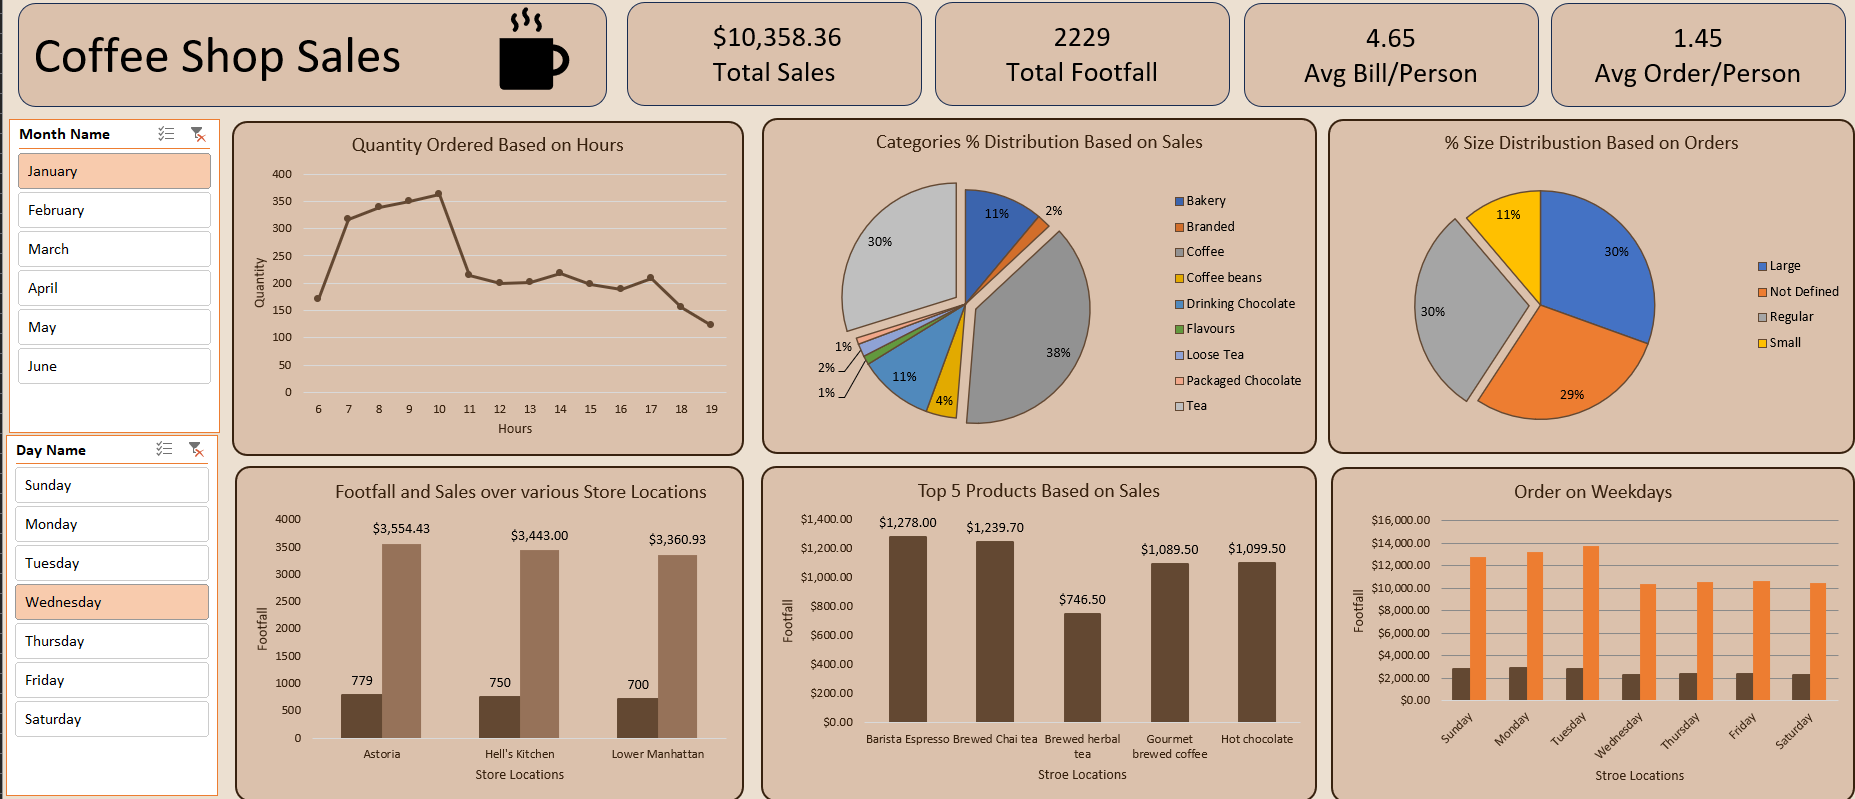 Coffee Shop Sales
$10,358.36
Total Sales
2229
Total Footfall
4.65
Avg Bill/Person
1.45
Avg Order/Person
Month Name
January
February
March
April
May
June
Day Name
Sunday
Monday
Tuesday
Wednesday
Thursday
Friday
Saturday
Quantity Ordered Based on Hours
Quantity
400
350
300
250
200
150
100
50
0
6 7 8 9 10 11 12 13 14 15 16 17 18 19
Hours
Categories % Distribution Based on Sales
11%
2%
38%
4%
11%
1%
2%
1%
30%
Bakery
Branded
Coffee
Coffee beans
Drinking Chocolate
Flavours
Loose Tea
Packaged Chocolate
Tea
% Size Distribustion Based on Orders
30%
29%
30%
11%
Large
Not Defined
Regular
Small
Footfall and Sales over various Store Locations
Footfall
4000
3500
3000
2500
2000
1500
1000
500
0
779
$3,554.43
750
$3,443.00
700
$3,360.93
Astoria
Hell's Kitchen
Lower Manhattan
Store Locations
Top 5 Products Based on Sales
Footfall
$1,400.00
$1,200.00
$1,000.00
$800.00
$600.00
$400.00
$200.00
$0.00
$1,278.00
$1,239.70
$746.50
$1,089.50
$1,099.50
Barista Espresso
Brewed Chai tea
Brewed herbal
tea
Gourmet
brewed coffee
Hot chocolate
Stroe Locations
Order on Weekdays
Footfall
$16,000.00
$14,000.00
$12,000.00
$10,000.00
$8,000.00
$6,000.00
$4,000.00
$2,000.00
$0.00
Sunday
Monday
Tuesday
Wednesday
Thursday
Friday
Saturday
Stroe Locations